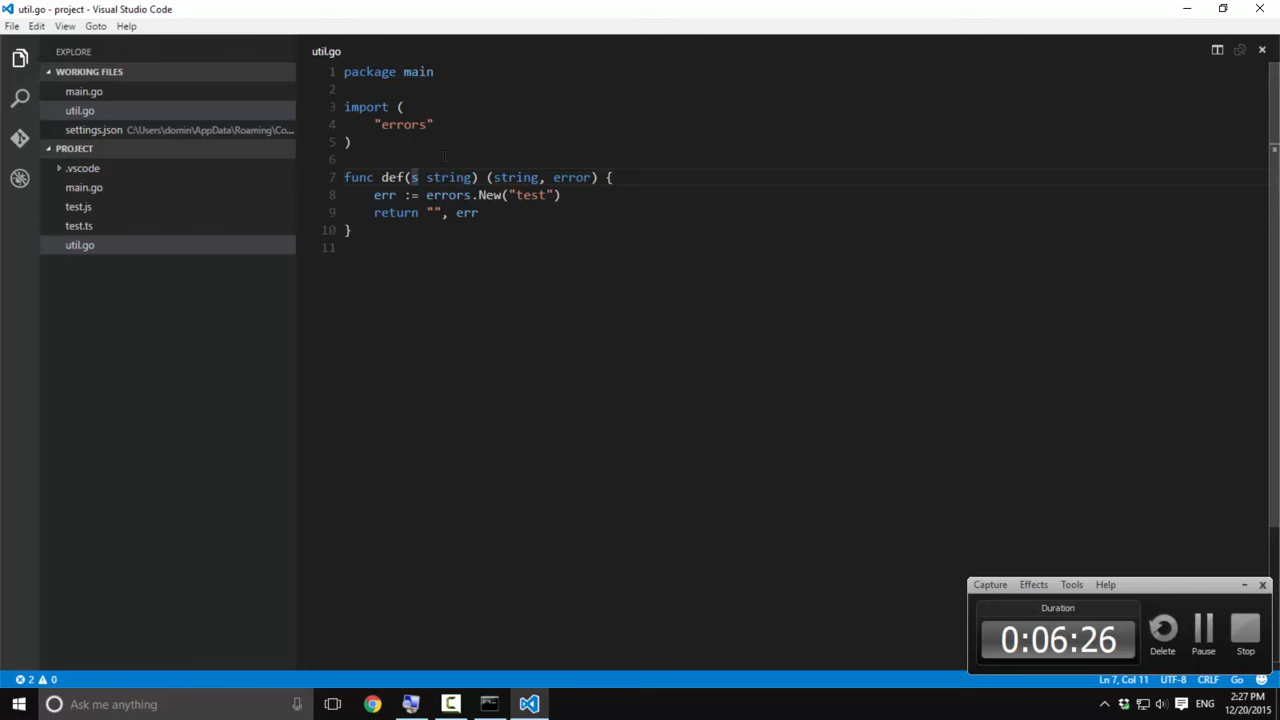 util.go - project - Visual Studio Code
File Edit View Goto Help
EXPLORE
WORKING FILES
main.go
util.go
settings.json C:\Users\domin\AppData\Roaming\Co...
PROJECT
.vscode
main.go
test.js
test.ts
util.go
util.go
1 package main
2
3 import (
4 "errors"
5 )
6
7 func def(s string) (string, error) {
8 err := errors.New("test")
9 return "", err
10 }
11
Capture Effects Tools Help
Duration
0:06:26
Delete Pause Stop
2 0
Ln 7, Col 11 UTF-8 CRLF Go
Ask me anything
ENG
2:27 PM
12/20/2015